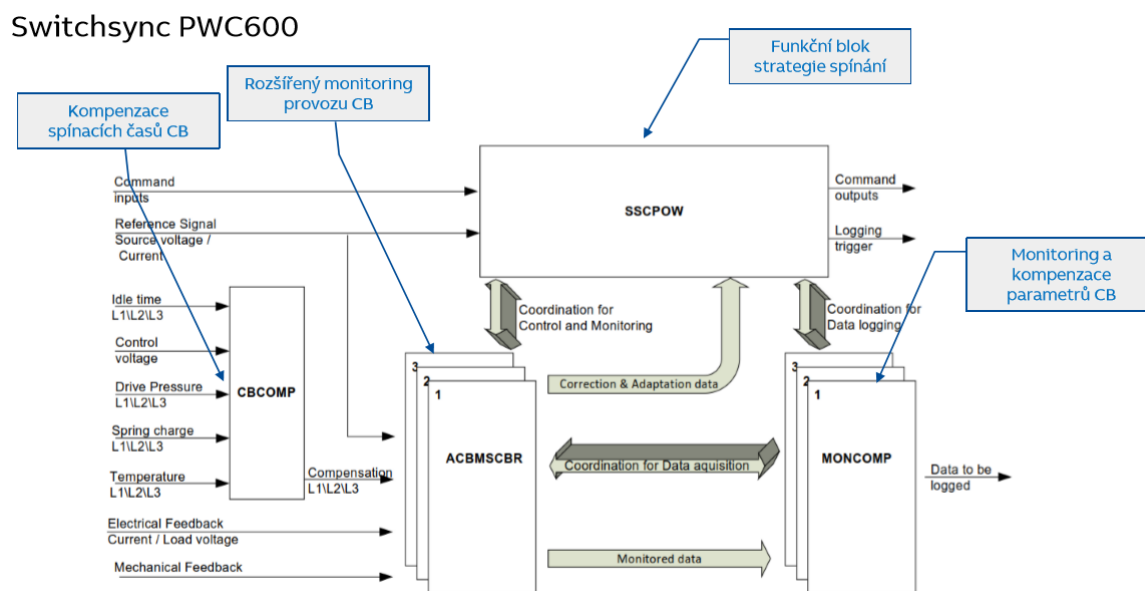 Switchsync PWC600
Funkční blok
strategie spínání
Rozšířený monitoring
provozu CB
Kompenzace
spínacích časů CB
Command
inputs
Reference Signal
Source voltage /
Current
SSCPOW
Command
outputs
Logging
trigger
Monitoring a
kompenzace
parametrů CB
Idle time
L1\L2\L3
Control
voltage
Drive Pressure
L1\L2\L3
Spring charge
L1\L2\L3
Temperature
L1\L2\L3
CBCOMP
Compensation
L1\L2\L3
Electrical Feedback
Current / Load voltage
Mechanical Feedback
Coordination for
Control and Monitoring
Coordination for
Data logging
3
2
1
ACBMSCBR
Correction & Adaptation data
Coordination for Data aquisition
Monitored data
3
2
1
MONCOMP
Data to be
logged